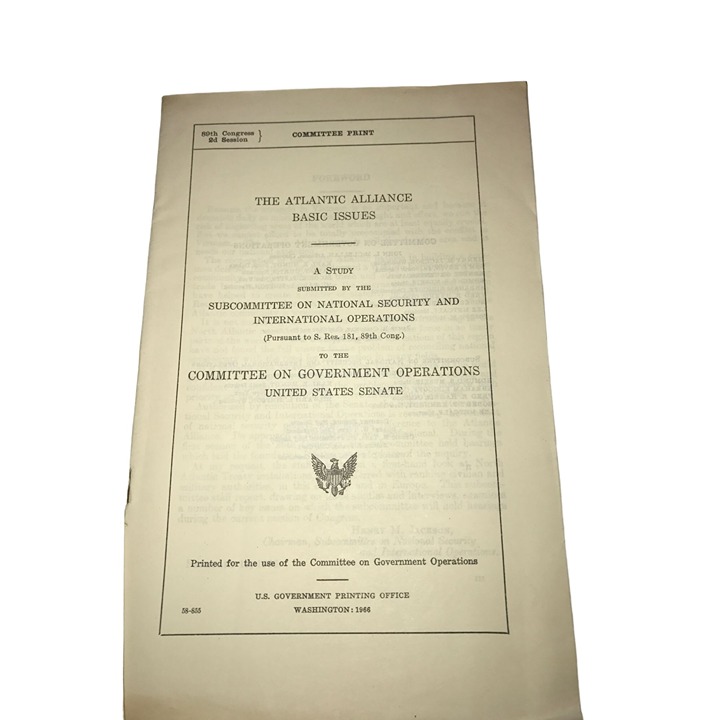 89th Congress
2d Session } COMMITTEE PRINT
THE ATLANTIC ALLIANCE
BASIC ISSUES
A STUDY
SUBMITTED BY THE
SUBCOMMITTEE ON NATIONAL SECURITY AND
INTERNATIONAL OPERATIONS
(Pursuant to S. Res. 181, 89th Cong.)
TO THE
COMMITTEE ON GOVERNMENT OPERATIONS
UNITED STATES SENATE
Printed for the use of the Committee on Government Operations
U.S. GOVERNMENT PRINTING OFFICE
58-855 WASHINGTON : 1966